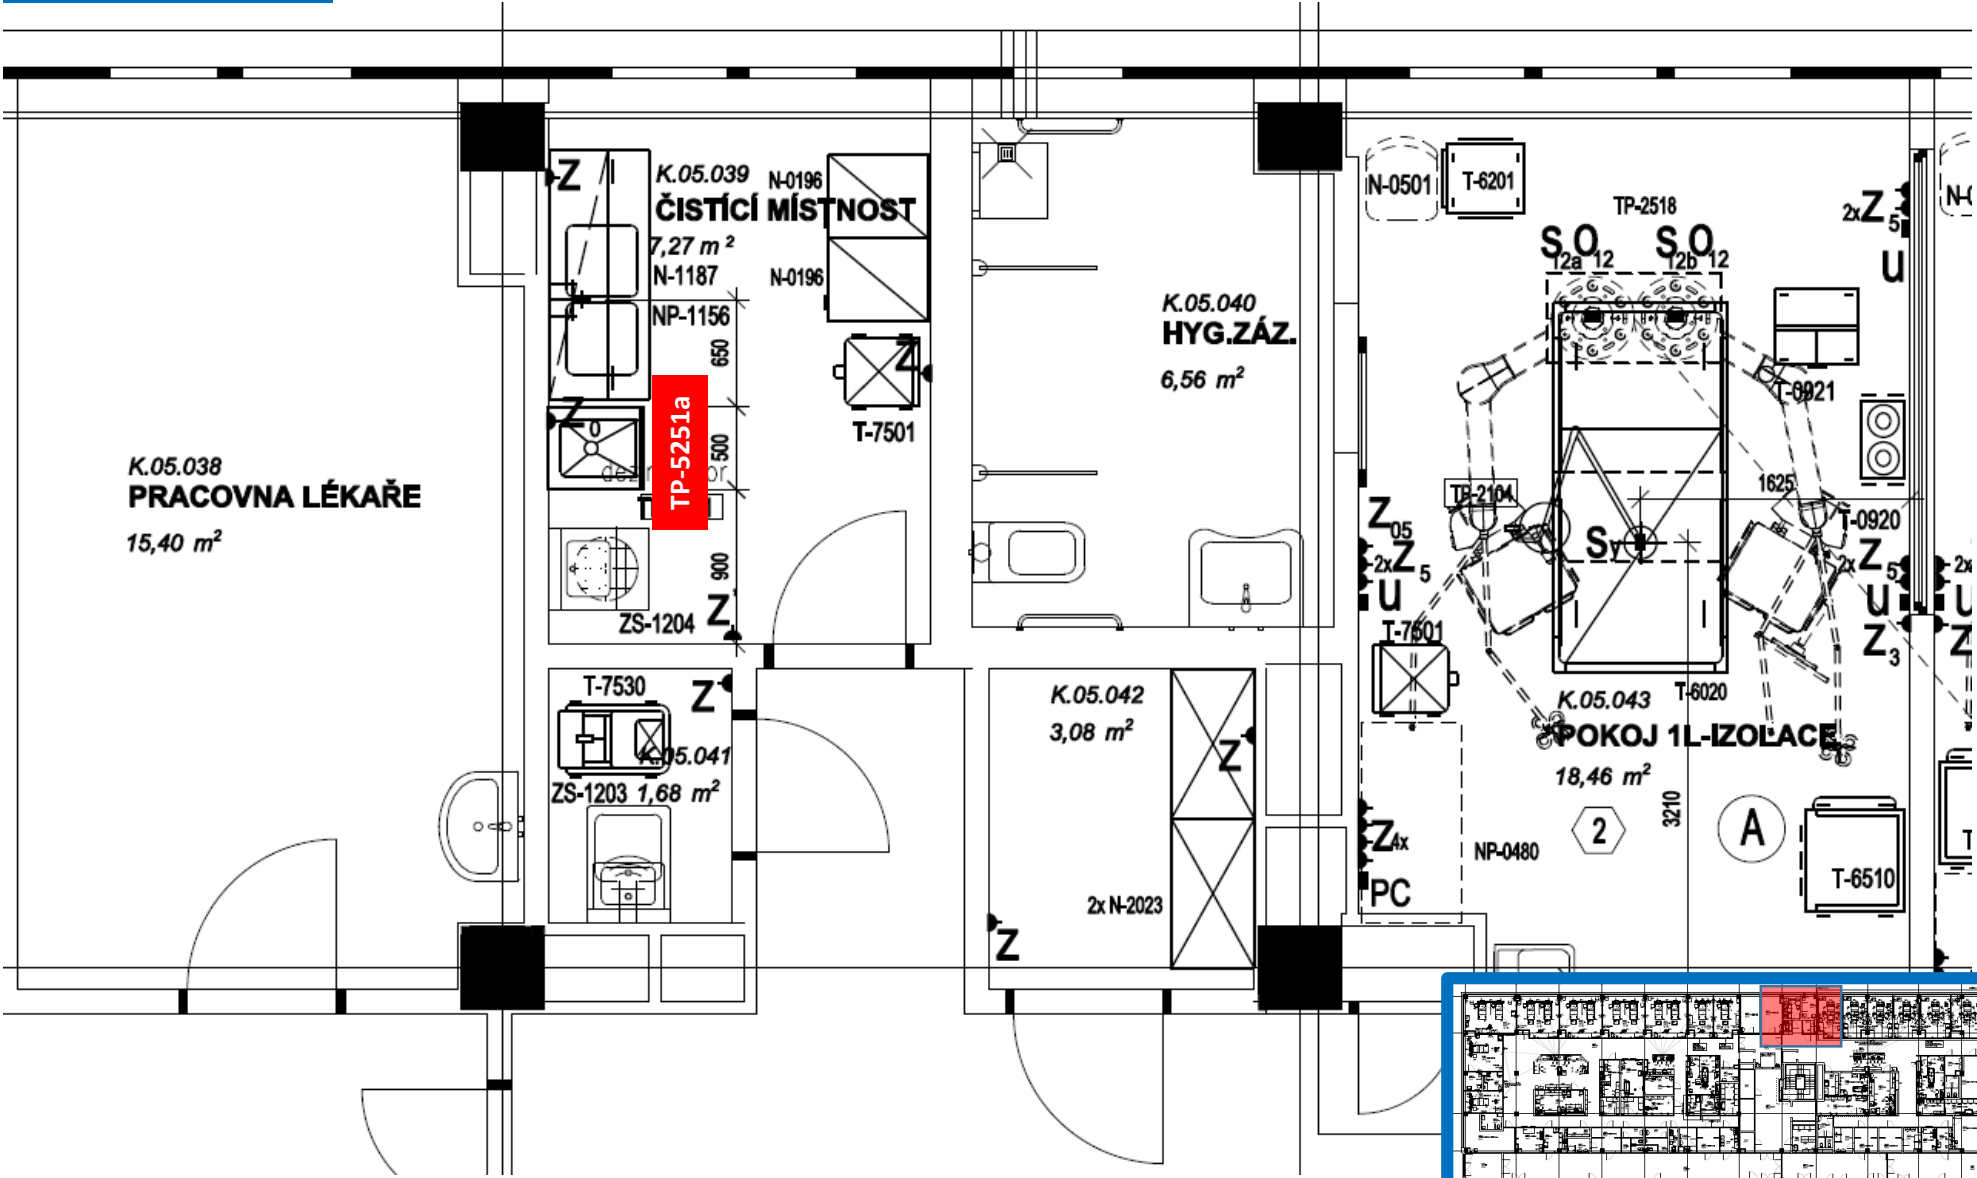 K.05.038
PRACOVNA LÉKAŘE
15,40 m²
Z
K.05.039
ČISTÍCÍ MÍSTNOST
7,27 m ²
N-0196
N-0196
N-1187
NP-1156
650
Z
T-7501
Z
0
TP-5251a
500
900
ZS-1204
Z
K.05.040
HYG.ZÁZ.
6,56 m²
T-7530
Z
K.05.041
ZS-1203 1,68 m²
K.05.042
3,08 m²
Z
2x N-2023
Z
N-0501
T-6201
TP-2518
S O 12
12a
S O 12
12b
2xZ 5
U
T-0921
1625
TP-2104
T-0920
Sy
Z 05
2xZ 5
U
2xZ 5
U
Z 3
T-7501
T-6020
K.05.043
POKOJ 1L-IZOLACE
18,46 m²
3210
2
A
Z 4x
PC
NP-0480
T-6510
2x
U
Z